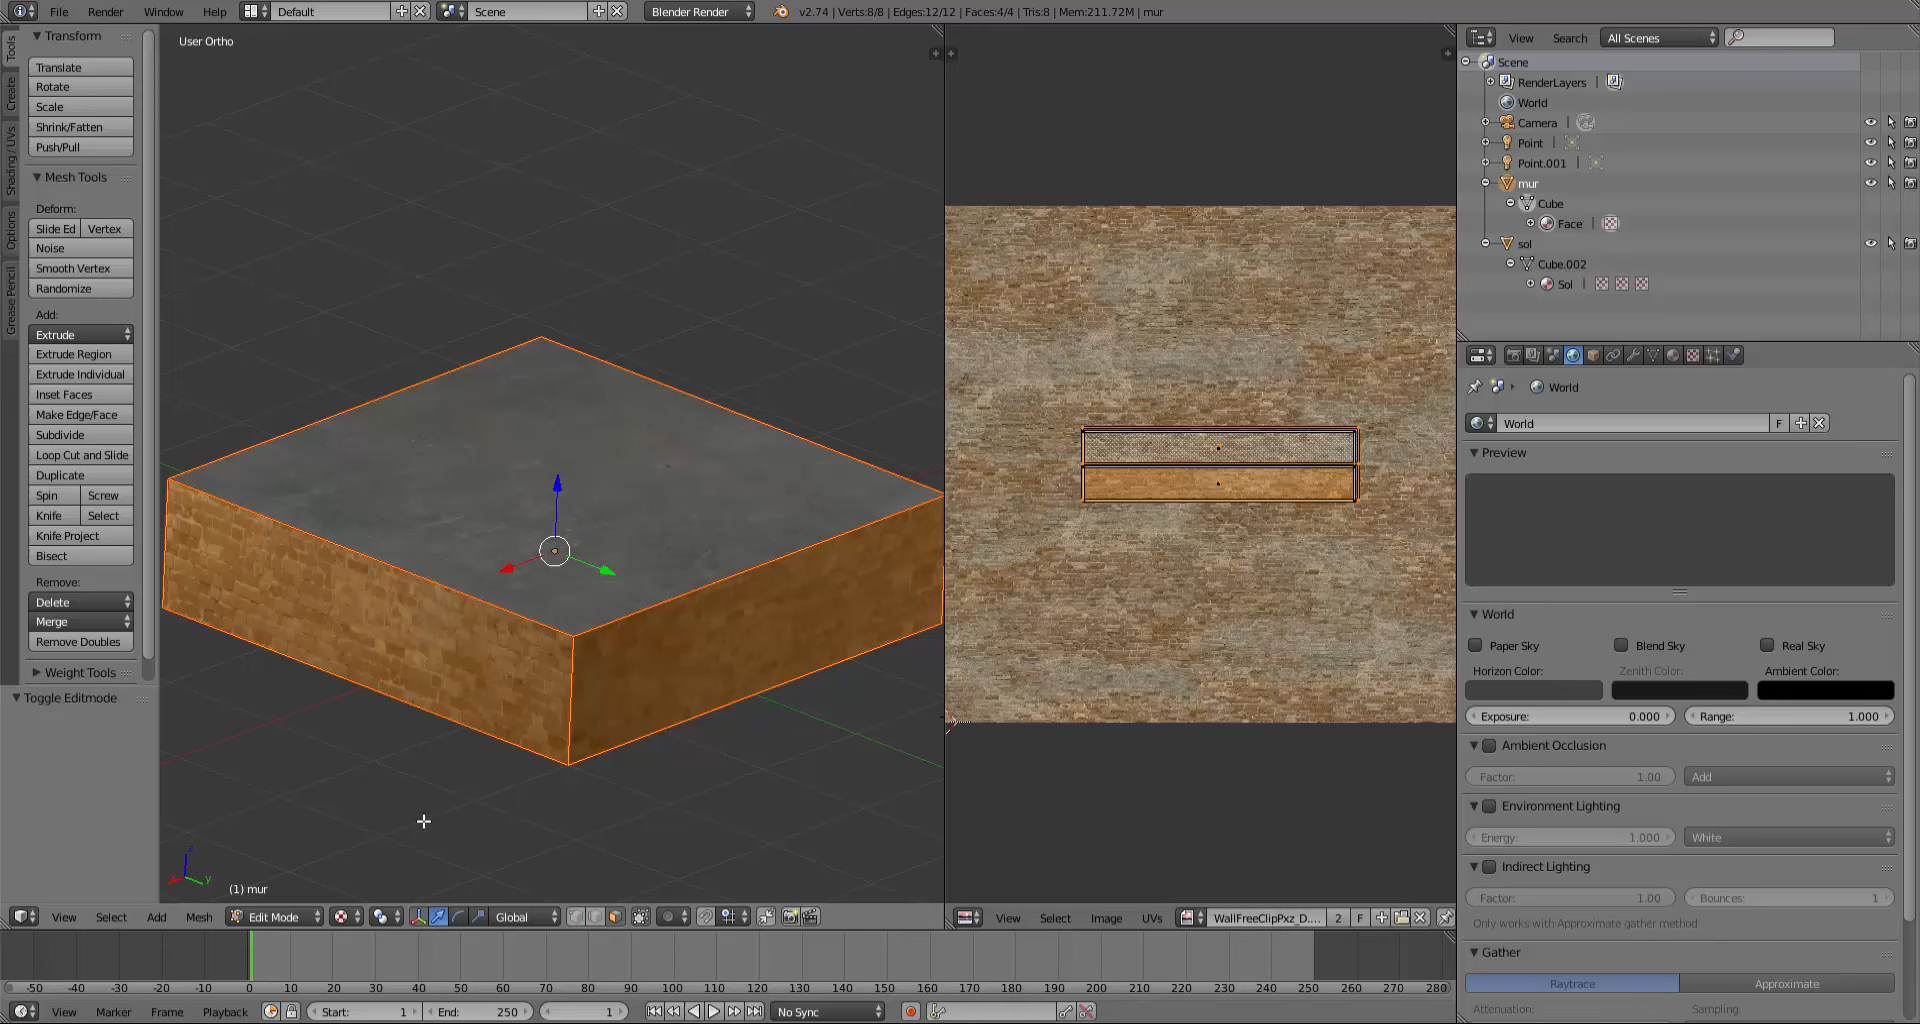 File Render Window Help Default Scene Blender Render v2.74 | Verts:8/8 | Edges:12/12 | Faces:4/4 | Tris:8 | Mem:211.72M | mur
Tools
Create
Shading / UVs
Options
Grease Pencil
Transform
Translate
Rotate
Scale
Shrink/Fatten
Push/Pull
Mesh Tools
Deform:
Slide Ed Vertex
Noise
Smooth Vertex
Randomize
Add:
Extrude
Extrude Region
Extrude Individual
Inset Faces
Make Edge/Face
Subdivide
Loop Cut and Slide
Duplicate
Spin Screw
Knife Select
Knife Project
Bisect
Remove:
Delete
Merge
Remove Doubles
Weight Tools
Toggle Editmode
User Ortho
(1) mur
View Select Add Mesh Edit Mode Global
View Select Image UVs WallFreeClipPxz_D.... 2 F
View Search All Scenes
Scene
RenderLayers
World
Camera
Point
Point.001
mur
Cube
Face
sol
Cube.002
Sol
World
World F
Preview
World
Paper Sky Blend Sky Real Sky
Horizon Color: Zenith Color: Ambient Color:
Exposure: 0.000 Range: 1.000
Ambient Occlusion
Factor: 1.00 Add
Environment Lighting
Energy: 1.000 White
Indirect Lighting
Factor: 1.00 Bounces: 1
Only works with Approximate gather method
Gather
Raytrace Approximate
Attenuation: Sampling:
-50 -40 -30 -20 -10 0 10 20 30 40 50 60 70 80 90 100 110 120 130 140 150 160 170 180 190 200 210 220 230 240 250 260 270 280
View Marker Frame Playback Start: 1 End: 250 1 No Sync